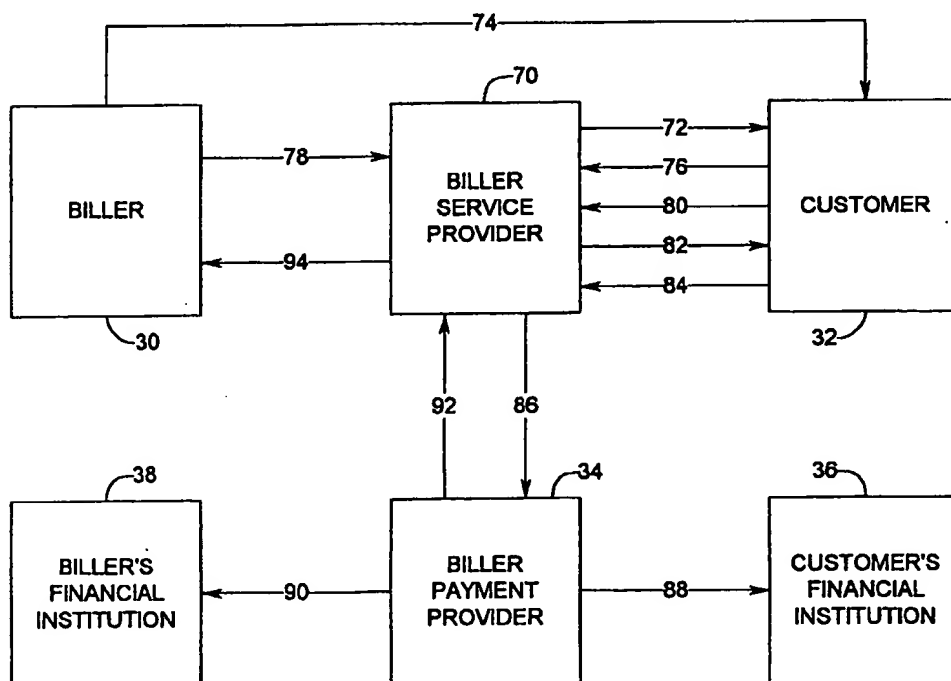 74
70
BILLER
78
94
30
BILLER
SERVICE
PROVIDER
72
76
80
82
84
CUSTOMER
32
92
86
38
34
36
BILLER'S
FINANCIAL
INSTITUTION
90
BILLER
PAYMENT
PROVIDER
88
CUSTOMER'S
FINANCIAL
INSTITUTION